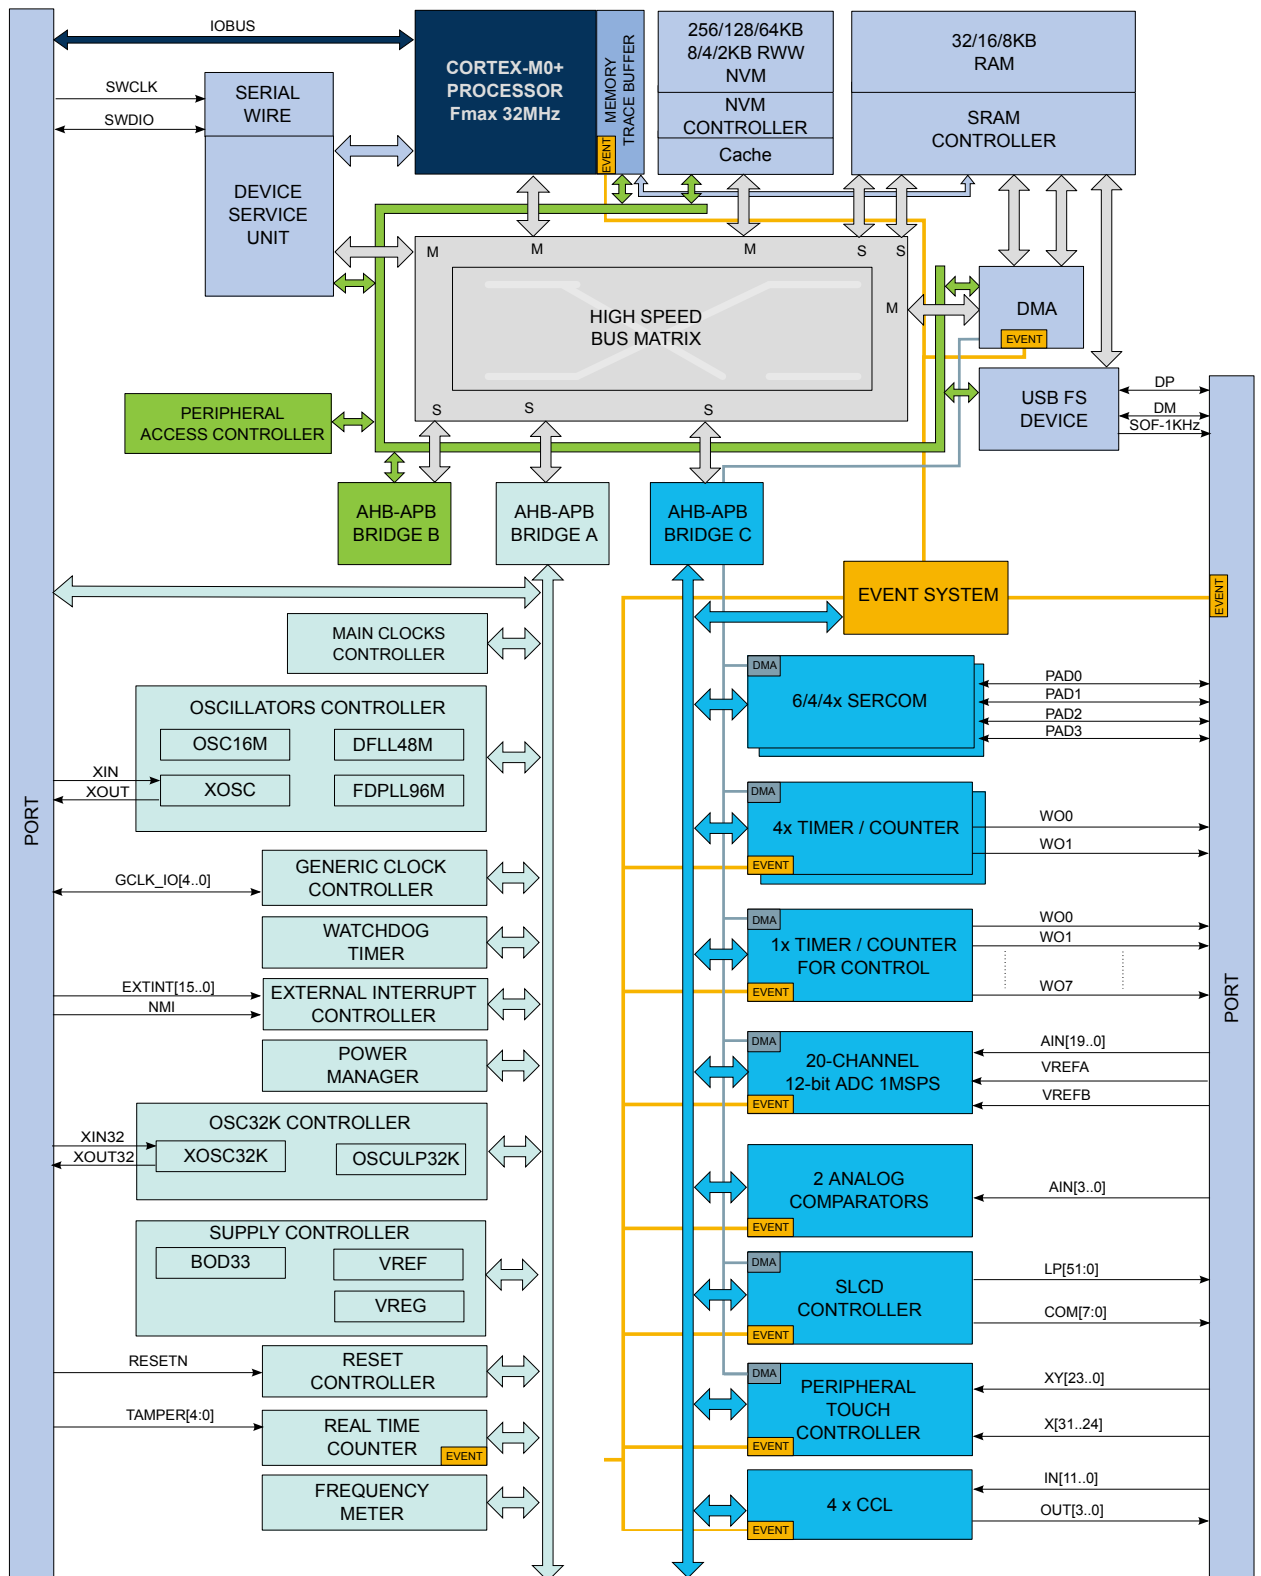 IOBUS
SWCLK
SWDIO
SERIAL
WIRE
DEVICE
SERVICE
UNIT
CORTEX-M0+
PROCESSOR
Fmax 32MHz
MEMORY
TRACE BUFFER
EVENT
256/128/64KB
8/4/2KB RWW
NVM
NVM
CONTROLLER
Cache
32/16/8KB
RAM
SRAM
CONTROLLER
M
M
M
S
S
M
HIGH SPEED
BUS MATRIX
S
S
S
DMA
EVENT
USB FS
DEVICE
DP
DM
SOF-1KHz
PERIPHERAL
ACCESS CONTROLLER
AHB-APB
BRIDGE B
AHB-APB
BRIDGE A
AHB-APB
BRIDGE C
EVENT SYSTEM
EVENT
PORT
PORT
MAIN CLOCKS
CONTROLLER
OSCILLATORS CONTROLLER
OSC16M
DFLL48M
XOSC
FDPLL96M
XIN
XOUT
GENERIC CLOCK
CONTROLLER
GCLK_IO[4..0]
WATCHDOG
TIMER
EXTERNAL INTERRUPT
CONTROLLER
EXTINT[15..0]
NMI
POWER
MANAGER
OSC32K CONTROLLER
XOSC32K
OSCULP32K
XIN32
XOUT32
SUPPLY CONTROLLER
BOD33
VREF
VREG
RESET
CONTROLLER
RESETN
REAL TIME
COUNTER
EVENT
TAMPER[4:0]
FREQUENCY
METER
DMA
6/4/4x SERCOM
PAD0
PAD1
PAD2
PAD3
DMA
4x TIMER / COUNTER
EVENT
WO0
WO1
DMA
1x TIMER / COUNTER
FOR CONTROL
EVENT
WO0
WO1
WO7
DMA
20-CHANNEL
12-bit ADC 1MSPS
EVENT
AIN[19..0]
VREFA
VREFB
2 ANALOG
COMPARATORS
EVENT
AIN[3..0]
DMA
SLCD
CONTROLLER
EVENT
LP[51:0]
COM[7:0]
DMA
PERIPHERAL
TOUCH
CONTROLLER
EVENT
XY[23..0]
X[31..24]
4 x CCL
EVENT
IN[11..0]
OUT[3..0]